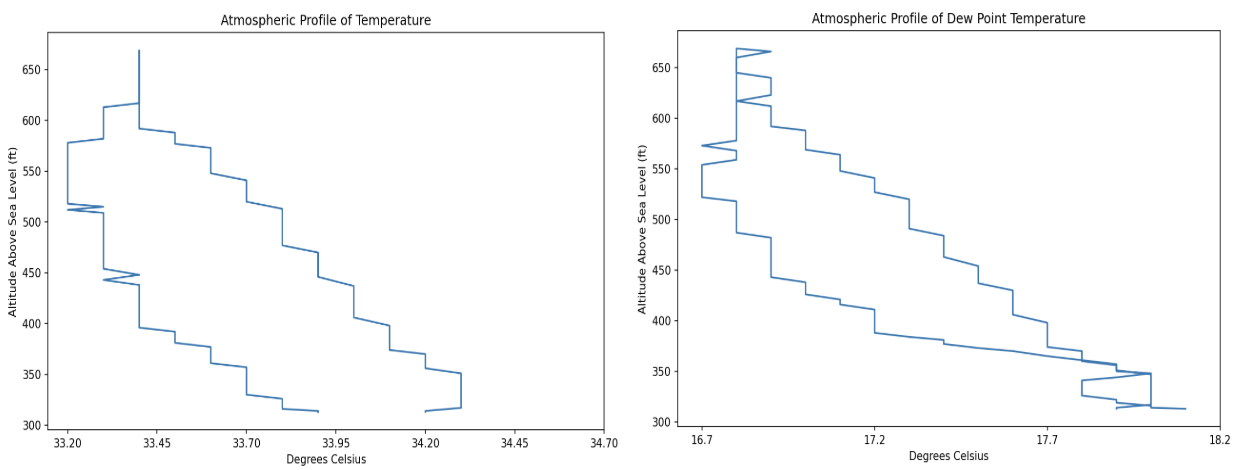 Atmospheric Profile of Temperature
Altitude Above Sea Level (ft)
650
600
550
500
450
400
350
300
33.20 33.45 33.70 33.95 34.20 34.45 34.70
Degrees Celsius
Atmospheric Profile of Dew Point Temperature
Altitude Above Sea Level (ft)
650
600
550
500
450
400
350
300
16.7 17.2 17.7 18.2
Degrees Celsius